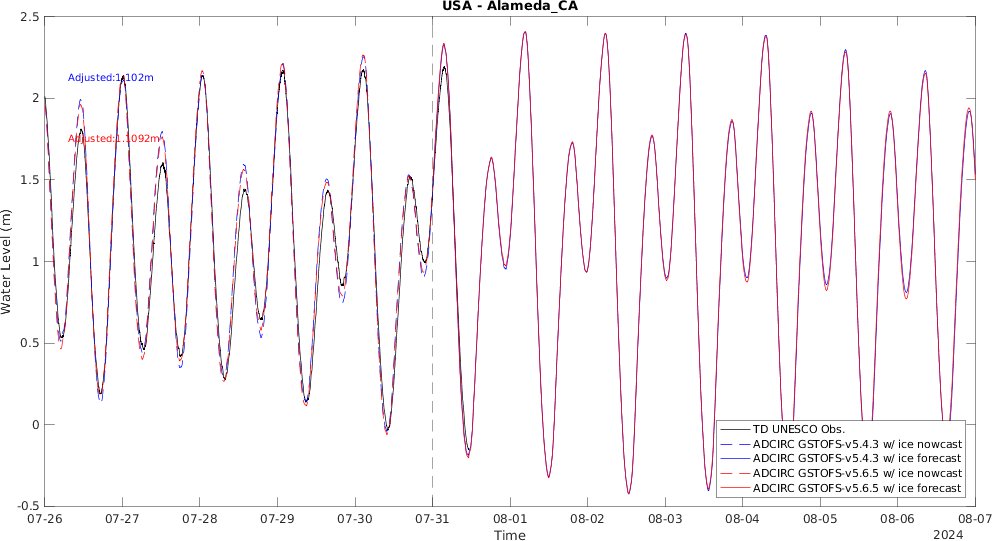 USA - Alameda_CA
2.5
2
1.5
1
0.5
0
-0.5
Water Level (m)
Adjusted:1.102m
Adjusted:1.1092m
TD UNESCO Obs.
ADCIRC GSTOFS-v5.4.3 w/ ice nowcast
ADCIRC GSTOFS-v5.4.3 w/ ice forecast
ADCIRC GSTOFS-v5.6.5 w/ ice nowcast
ADCIRC GSTOFS-v5.6.5 w/ ice forecast
07-26 07-27 07-28 07-29 07-30 07-31 08-01 08-02 08-03 08-04 08-05 08-06 08-07
Time
2024